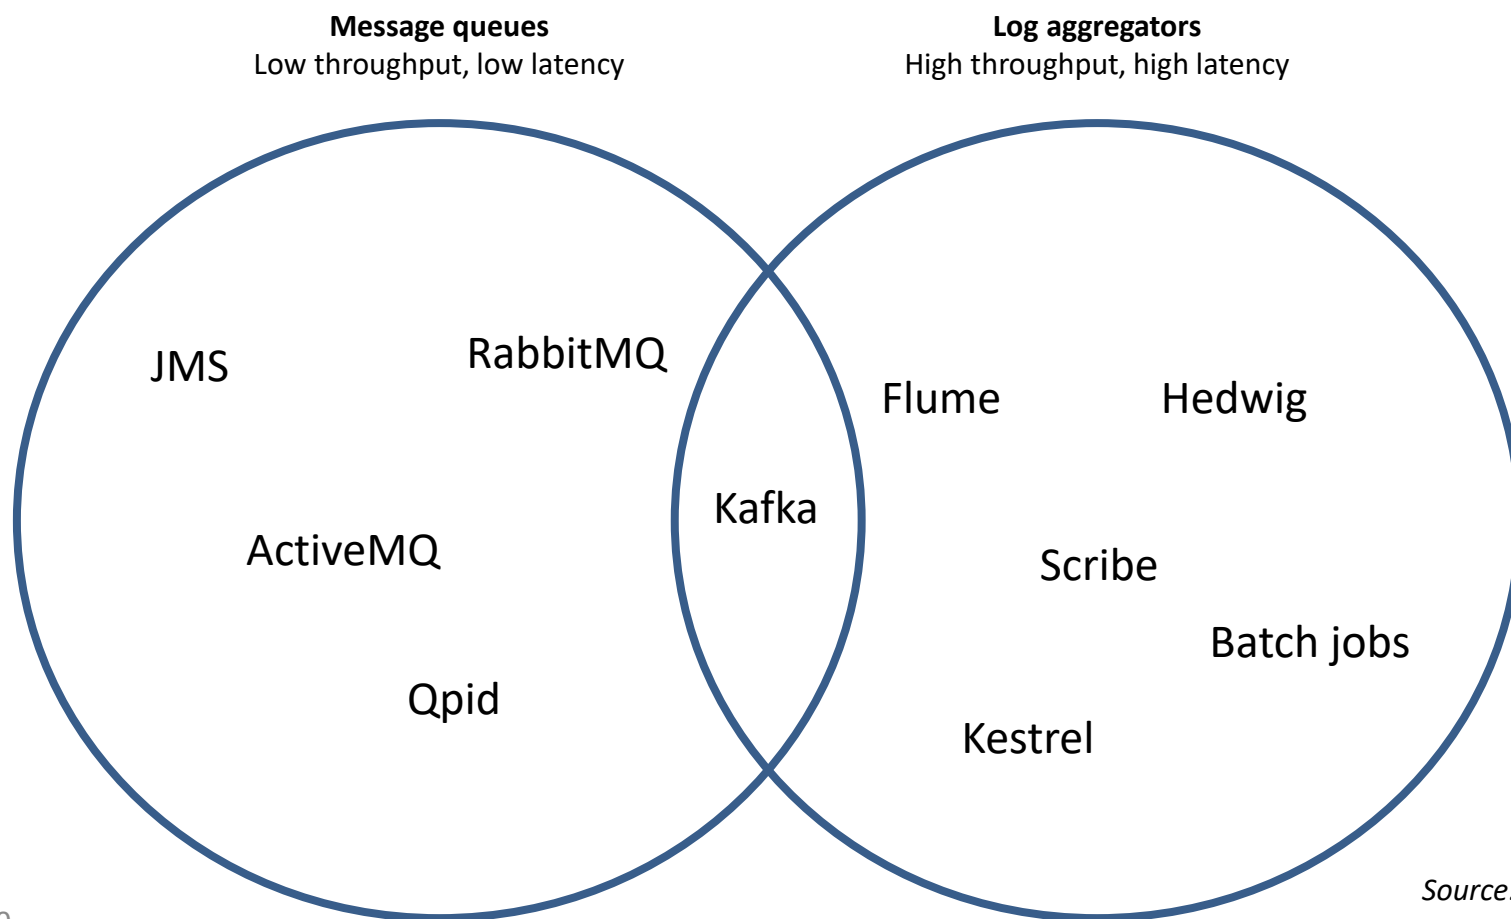 Message queues
Low throughput, low latency
Log aggregators
High throughput, high latency
JMS
RabbitMQ
Flume
Hedwig
Kafka
ActiveMQ
Scribe
Batch jobs
Qpid
Kestrel
Source: